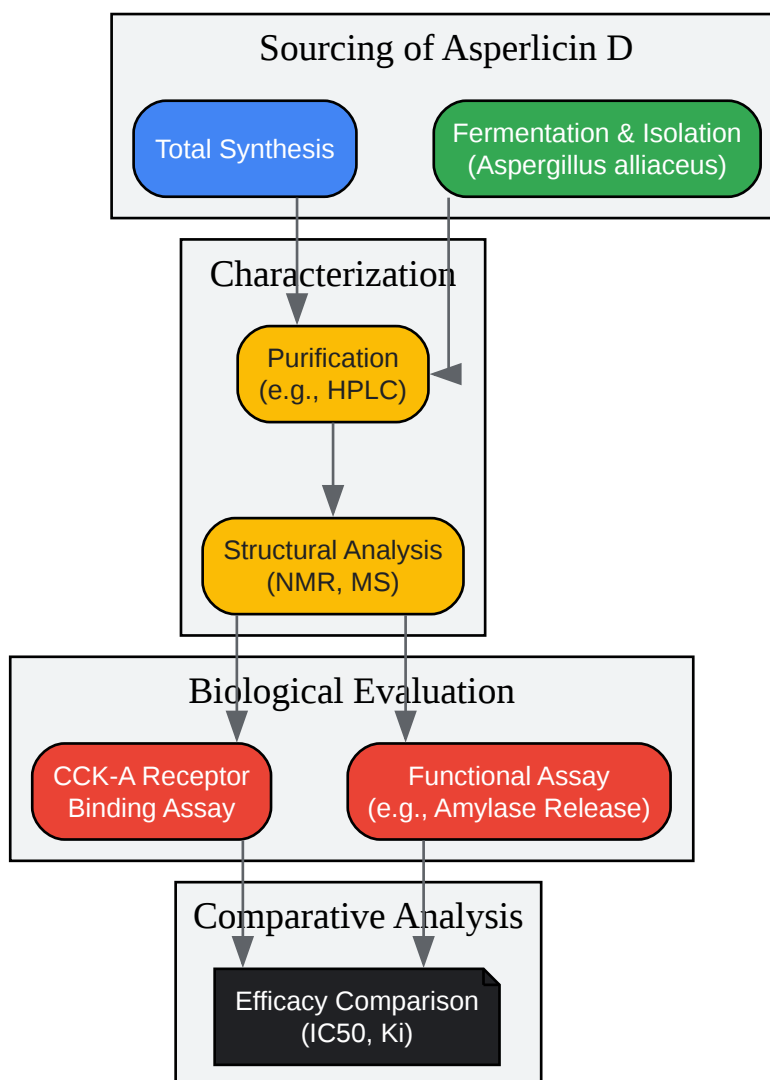 Sourcing of Asperlicin D
Total Synthesis
Fermentation & Isolation
(Aspergillus alliaceus)
Characterization
Purification
(e.g., HPLC)
Structural Analysis
(NMR, MS)
Biological Evaluation
CCK-A Receptor
Binding Assay
Functional Assay
(e.g., Amylase Release)
Comparative Analysis
Efficacy Comparison
(IC50, Ki)